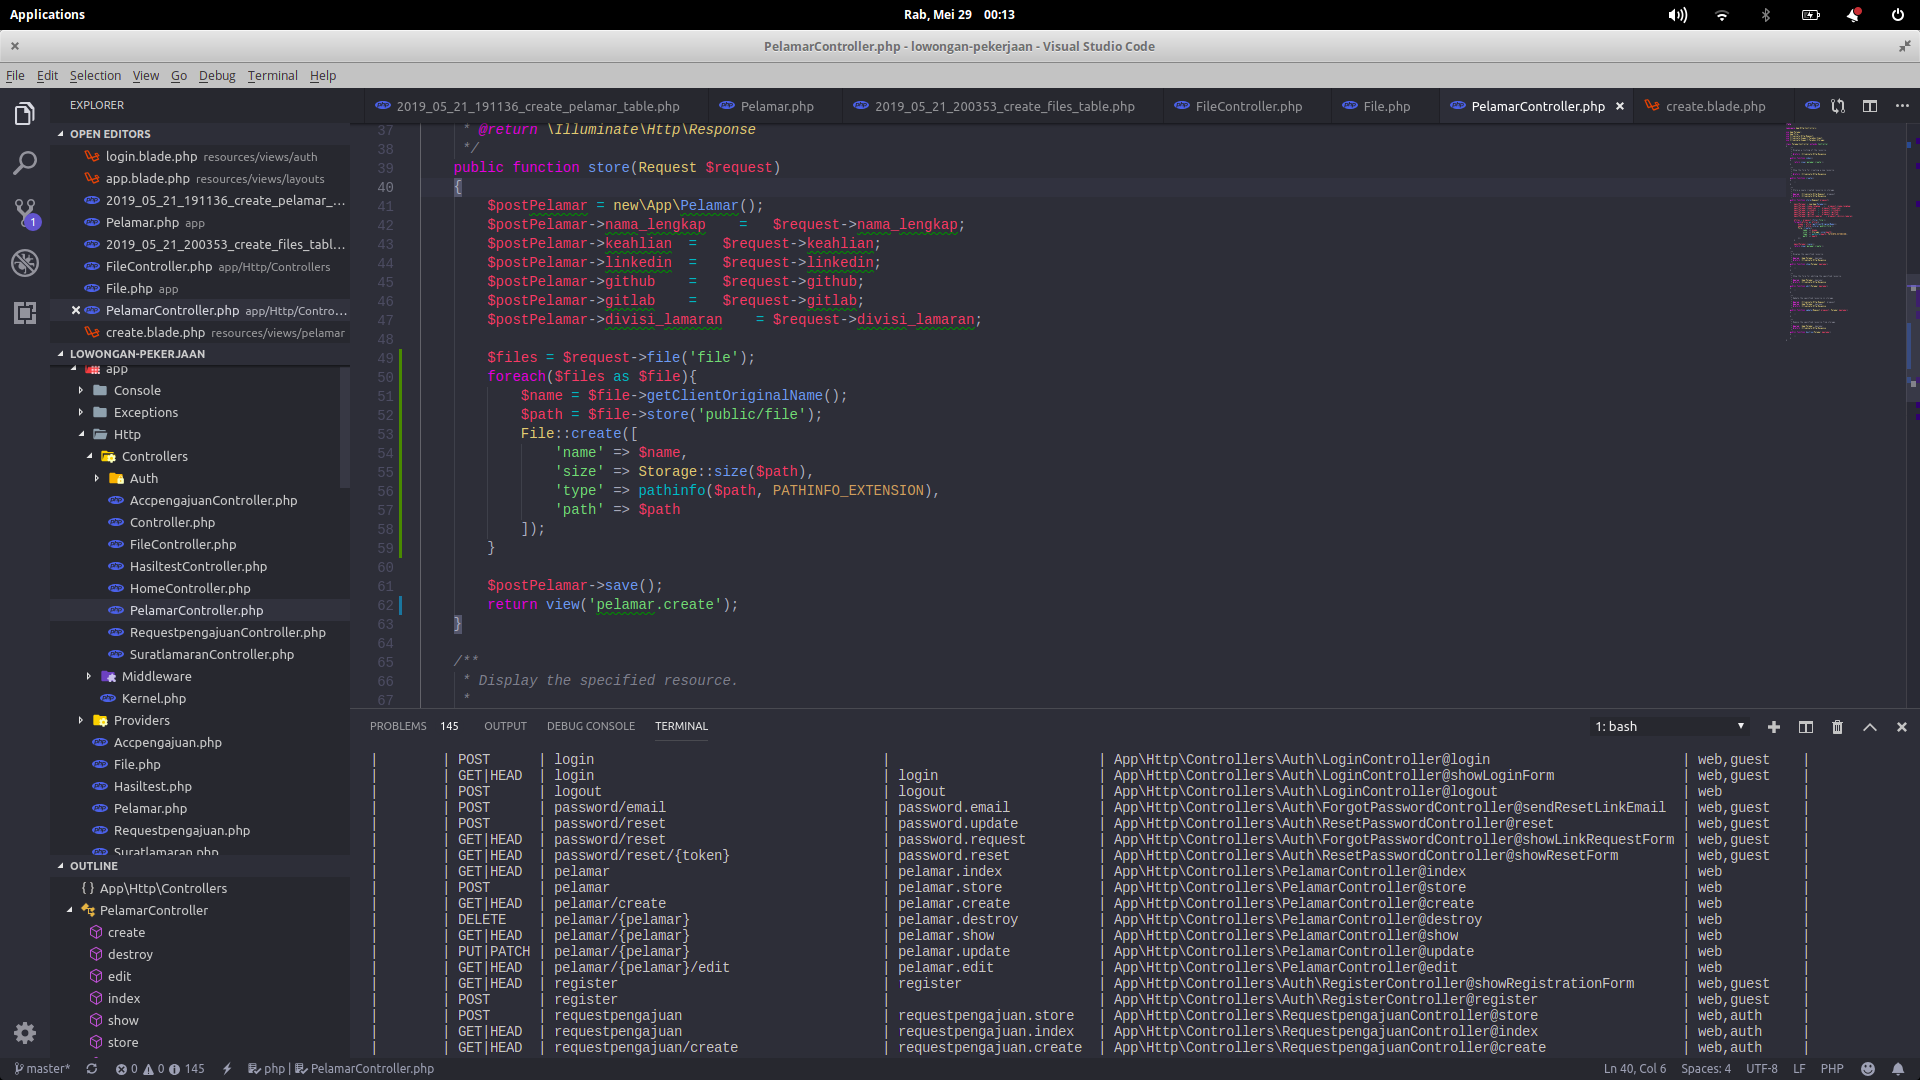 Applications
Rab, Mei 29 00:13
PelamarController.php - lowongan-pekerjaan - Visual Studio Code
File Edit Selection View Go Debug Terminal Help
EXPLORER
OPEN EDITORS
login.blade.php resources/views/auth
app.blade.php resources/views/layouts
2019_05_21_191136_create_pelamar_...
Pelamar.php app
2019_05_21_200353_create_files_tabl...
FileController.php app/Http/Controllers
File.php app
PelamarController.php app/Http/Contro...
create.blade.php resources/views/pelamar
LOWONGAN-PEKERJAAN
app
Console
Exceptions
Http
Controllers
Auth
AccpengajuanController.php
Controller.php
FileController.php
HasiltestController.php
HomeController.php
PelamarController.php
RequestpengajuanController.php
SuratlamaranController.php
Middleware
Kernel.php
Providers
Accpengajuan.php
File.php
Hasiltest.php
Pelamar.php
Requestpengajuan.php
Suratlamaran.php
OUTLINE
{ } App\Http\Controllers
PelamarController
create
destroy
edit
index
show
store
2019_05_21_191136_create_pelamar_table.php Pelamar.php 2019_05_21_200353_create_files_table.php FileController.php File.php PelamarController.php create.blade.php
37 * @return \Illuminate\Http\Response
38 */
39 public function store(Request $request)
40 {
41 $postPelamar = new\App\Pelamar();
42 $postPelamar->nama_lengkap = $request->nama_lengkap;
43 $postPelamar->keahlian = $request->keahlian;
44 $postPelamar->linkedin = $request->linkedin;
45 $postPelamar->github = $request->github;
46 $postPelamar->gitlab = $request->gitlab;
47 $postPelamar->divisi_lamaran = $request->divisi_lamaran;
48
49 $files = $request->file('file');
50 foreach($files as $file){
51 $name = $file->getClientOriginalName();
52 $path = $file->store('public/file');
53 File::create([
54 'name' => $name,
55 'size' => Storage::size($path),
56 'type' => pathinfo($path, PATHINFO_EXTENSION),
57 'path' => $path
58 ]);
59 }
60
61 $postPelamar->save();
62 return view('pelamar.create');
63 }
64
65 /**
66 * Display the specified resource.
67 *
PROBLEMS 145 OUTPUT DEBUG CONSOLE TERMINAL
1: bash
| | POST | login | | App\Http\Controllers\Auth\LoginController@login | web,guest |
| | GET|HEAD | login | login | App\Http\Controllers\Auth\LoginController@showLoginForm | web,guest |
| | POST | logout | logout | App\Http\Controllers\Auth\LoginController@logout | web |
| | POST | password/email | password.email | App\Http\Controllers\Auth\ForgotPasswordController@sendResetLinkEmail | web,guest |
| | POST | password/reset | password.update | App\Http\Controllers\Auth\ResetPasswordController@reset | web,guest |
| | GET|HEAD | password/reset | password.request | App\Http\Controllers\Auth\ForgotPasswordController@showLinkRequestForm | web,guest |
| | GET|HEAD | password/reset/{token} | password.reset | App\Http\Controllers\Auth\ResetPasswordController@showResetForm | web,guest |
| | GET|HEAD | pelamar | pelamar.index | App\Http\Controllers\PelamarController@index | web |
| | POST | pelamar | pelamar.store | App\Http\Controllers\PelamarController@store | web |
| | GET|HEAD | pelamar/create | pelamar.create | App\Http\Controllers\PelamarController@create | web |
| | DELETE | pelamar/{pelamar} | pelamar.destroy | App\Http\Controllers\PelamarController@destroy | web |
| | GET|HEAD | pelamar/{pelamar} | pelamar.show | App\Http\Controllers\PelamarController@show | web |
| | PUT|PATCH | pelamar/{pelamar} | pelamar.update | App\Http\Controllers\PelamarController@update | web |
| | GET|HEAD | pelamar/{pelamar}/edit | pelamar.edit | App\Http\Controllers\PelamarController@edit | web |
| | GET|HEAD | register | register | App\Http\Controllers\Auth\RegisterController@showRegistrationForm | web,guest |
| | POST | register | | App\Http\Controllers\Auth\RegisterController@register | web,guest |
| | POST | requestpengajuan | requestpengajuan.store | App\Http\Controllers\RequestpengajuanController@store | web,auth |
| | GET|HEAD | requestpengajuan | requestpengajuan.index | App\Http\Controllers\RequestpengajuanController@index | web,auth |
| | GET|HEAD | requestpengajuan/create | requestpengajuan.create | App\Http\Controllers\RequestpengajuanController@create | web,auth |
master* 0 0 145 php | PelamarController.php
Ln 40, Col 6 Spaces: 4 UTF-8 LF PHP